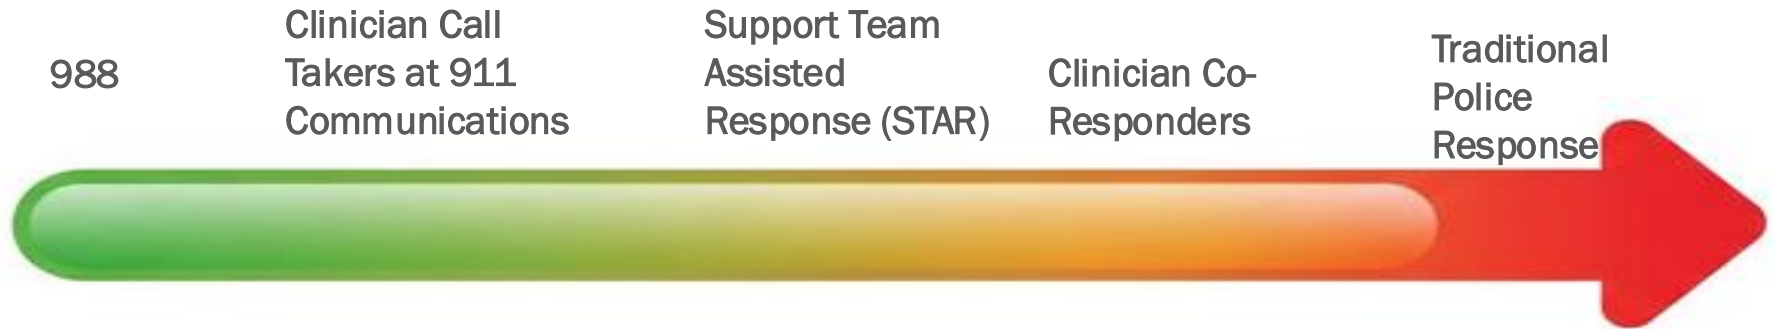 988
Clinician Call
Takers at 911
Communications
Support Team
Assisted
Response (STAR)
Clinician Co-
Responders
Traditional
Police
Response